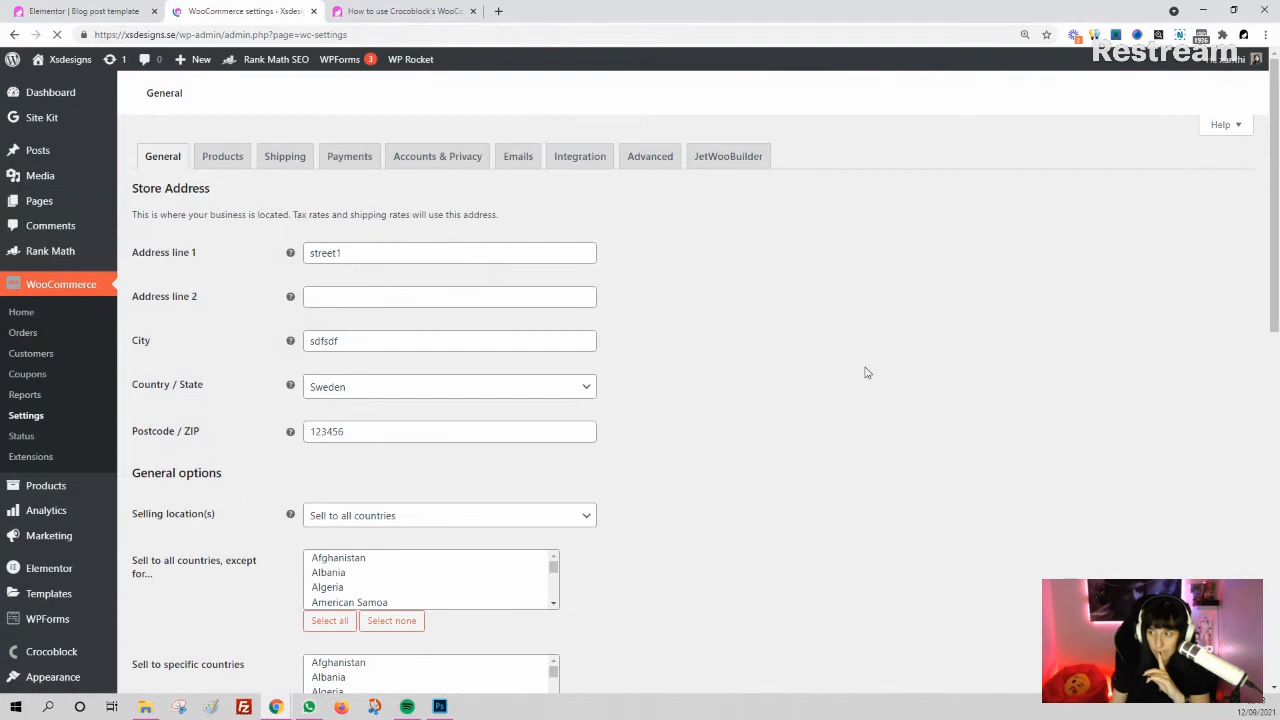 Elementor | Blog post template
WooCommerce settings ‹ Xsdesign
How to use Crocoblock's WooCo
https://xsdesigns.se/wp-admin/admin.php?page=wc-settings
Restream
Xsdesigns
1
0
New
Rank Math SEO
WPForms
3
WP Rocket
General
Help
General
Products
Shipping
Payments
Accounts & Privacy
Emails
Integration
Advanced
JetWooBuilder
Dashboard
Site Kit
Posts
Media
Pages
Comments
Rank Math
WooCommerce
Home
Orders
Customers
Coupons
Reports
Settings
Status
Extensions
Products
Analytics
Marketing
Elementor
Templates
WPForms
Crocoblock
Appearance
Store Address
This is where your business is located. Tax rates and shipping rates will use this address.
Address line 1
street1
Address line 2
City
sdfsdf
Country / State
Sweden
Postcode / ZIP
123456
General options
Selling location(s)
Sell to all countries
Sell to all countries, except
for...
Afghanistan
Albania
Algeria
American Samoa
Select all
Select none
Sell to specific countries
Afghanistan
Albania
Algeria
12/09/2021